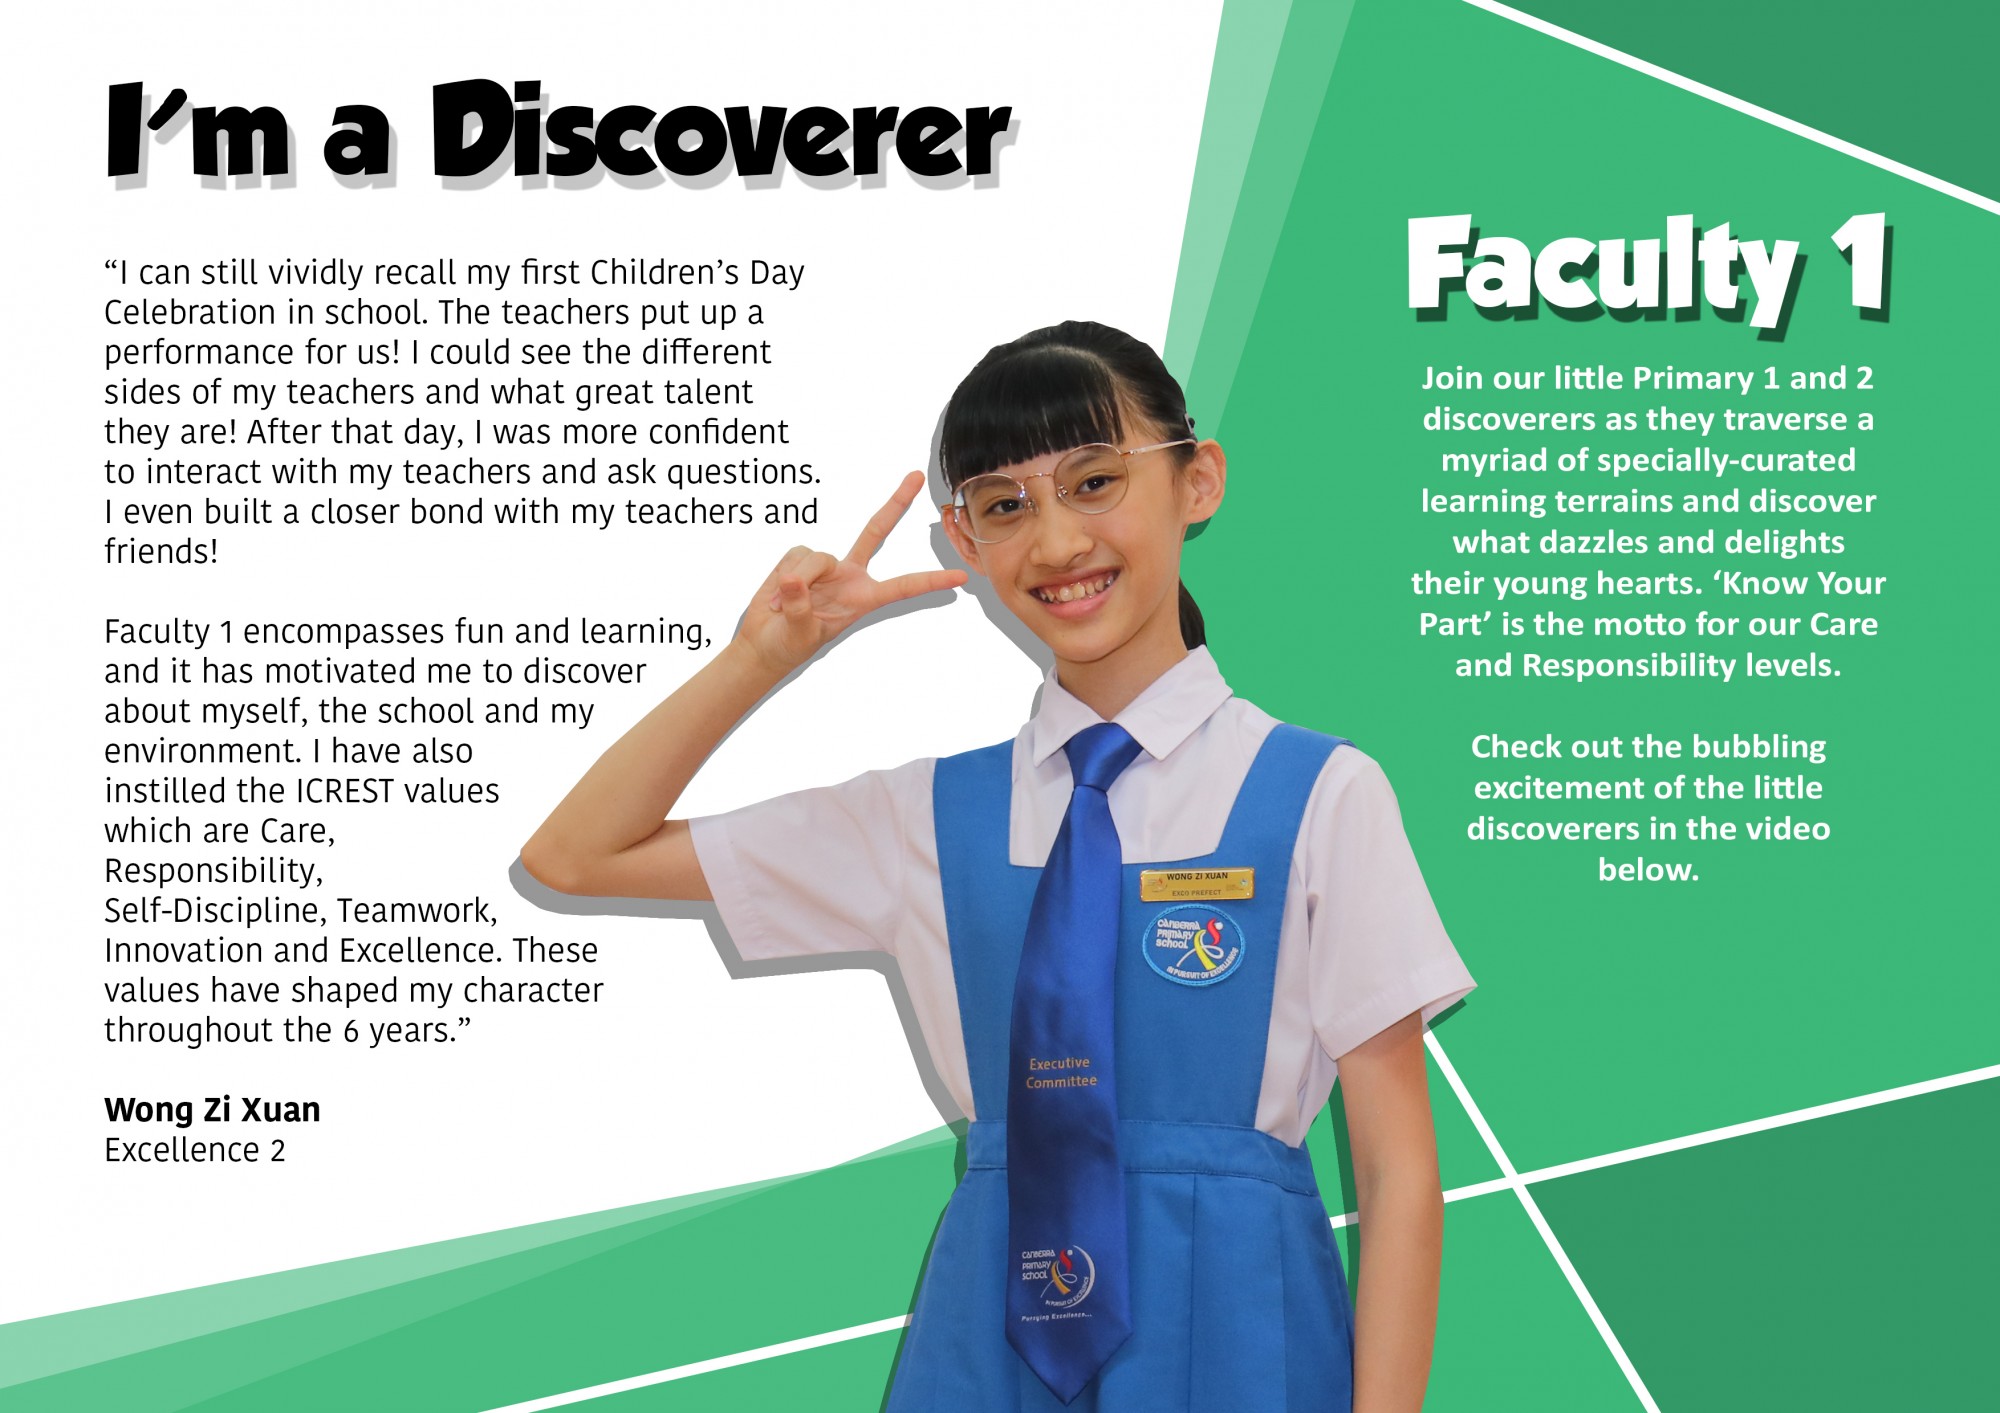 I'm a Discoverer
“I can still vividly recall my first Children’s Day
Celebration in school. The teachers put up a
performance for us! I could see the different
sides of my teachers and what great talent
they are! After that day, I was more confident
to interact with my teachers and ask questions.
I even built a closer bond with my teachers and
friends!
Faculty 1 encompasses fun and learning,
and it has motivated me to discover
about myself, the school and my
environment. I have also
instilled the ICREST values
which are Care,
Responsibility,
Self-Discipline, Teamwork,
Innovation and Excellence. These
values have shaped my character
throughout the 6 years.”
Wong Zi Xuan
Excellence 2
Faculty 1
Join our little Primary 1 and 2
discoverers as they traverse a
myriad of specially-curated
learning terrains and discover
what dazzles and delights
their young hearts. ‘Know Your
Part’ is the motto for our Care
and Responsibility levels.
Check out the bubbling
excitement of the little
discoverers in the video
below.
WONG ZI XUAN
EXCO PREFECT
CANBERRA
PRIMARY
SCHOOL
IN PURSUIT OF EXCELLENCE
Executive
Committee
CANBERRA
PRIMARY
SCHOOL
IN PURSUIT OF EXCELLENCE